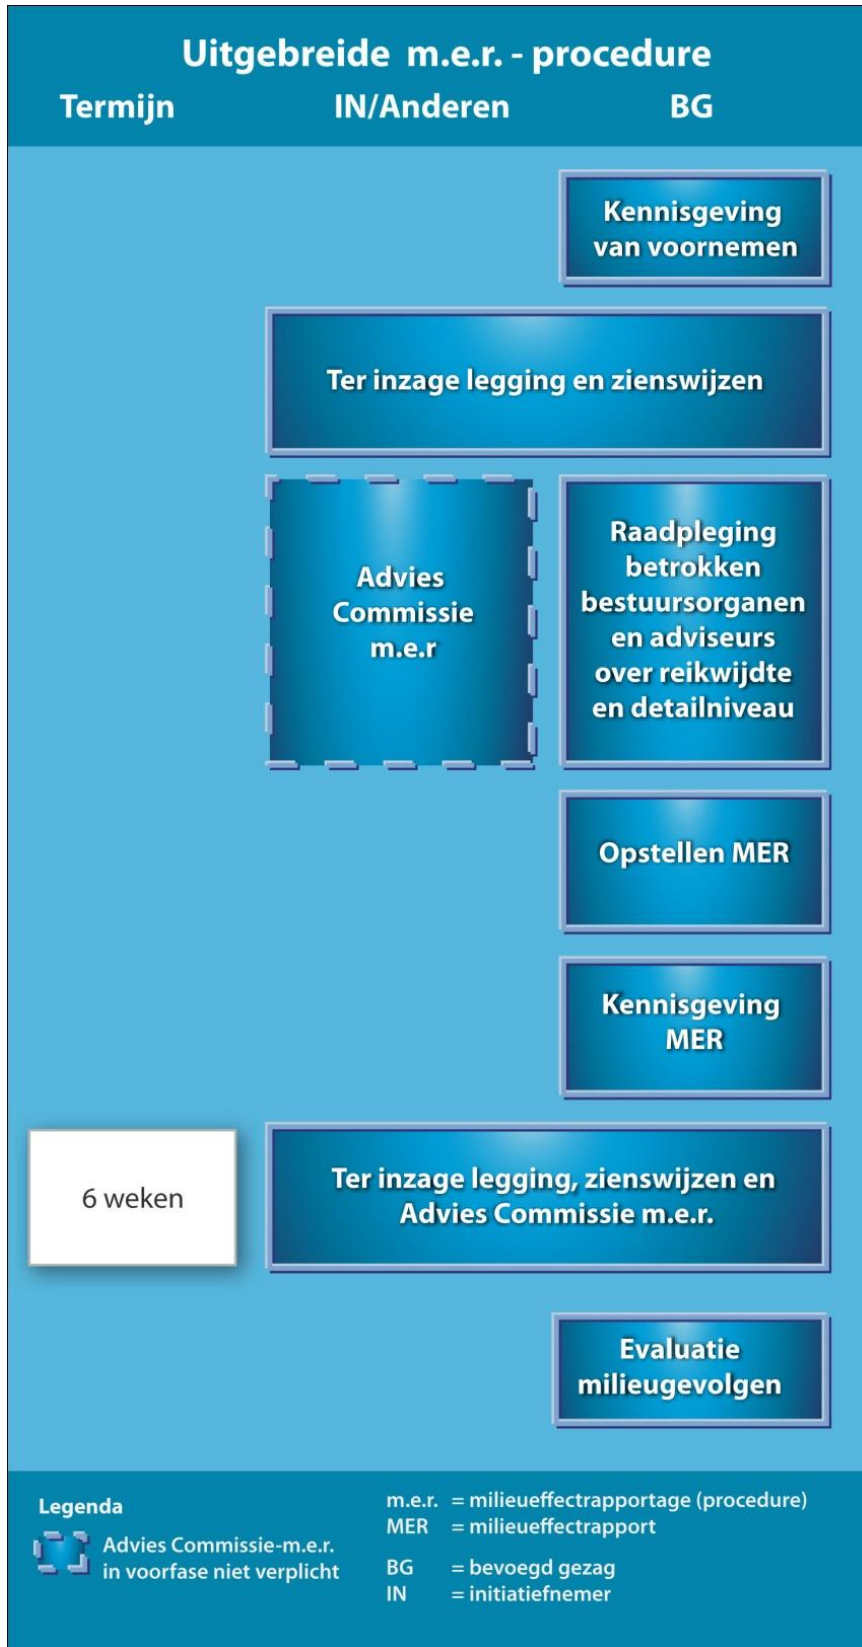 Uitgebreide m.e.r. - procedure
Termijn IN/Anderen BG
Kennisgeving
van voornemen
Ter inzage legging en zienswijzen
Advies
Commissie
m.e.r
Raadpleging
betrokken
bestuursorganen
en adviseurs
over reikwijdte
en detailniveau
Opstellen MER
Kennisgeving
MER
6 weken
Ter inzage legging, zienswijzen en
Advies Commissie m.e.r.
Evaluatie
milieugevolgen
Legenda
Advies Commissie-m.e.r.
in voorfase niet verplicht
m.e.r. = milieueffectrapportage (procedure)
MER = milieueffectrapport
BG = bevoegd gezag
IN = initiatiefnemer